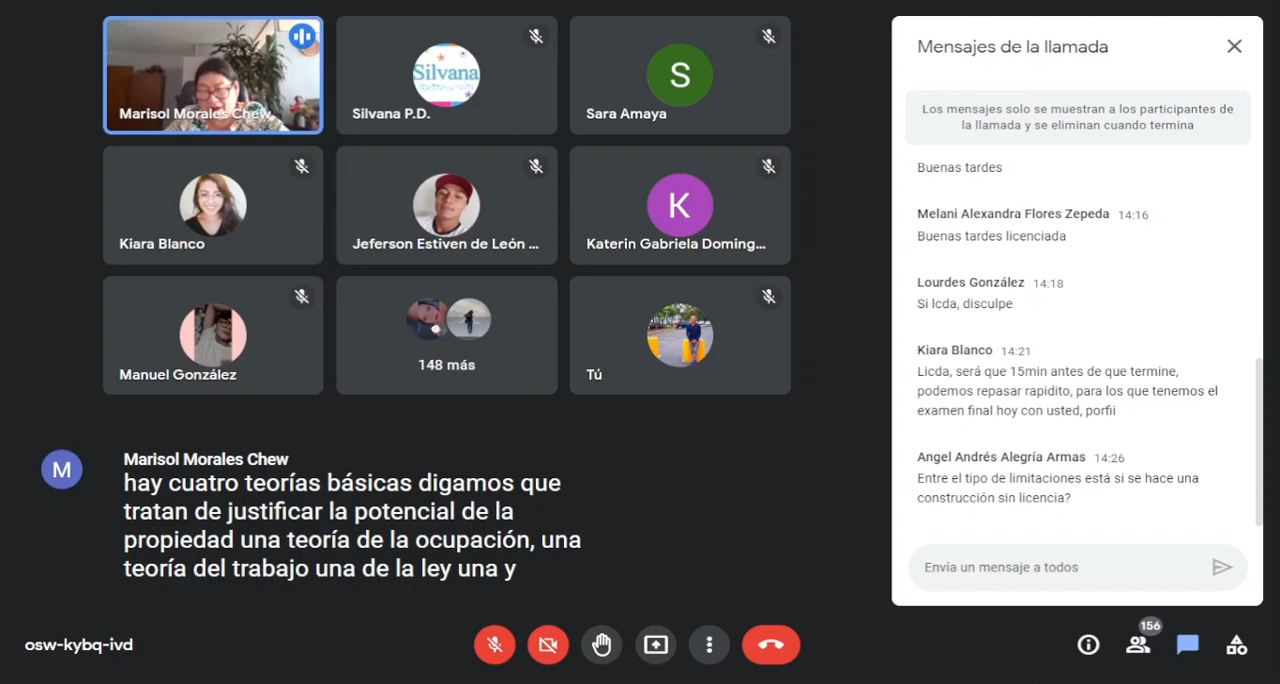 Marisol Morales Chew
Silvana
Silvana P.D.
S
Sara Amaya
Kiara Blanco
Jeferson Estiven de León ...
K
Katerin Gabriela Doming...
Manuel González
148 más
Tú
M
Marisol Morales Chew
hay cuatro teorías básicas digamos que
tratan de justificar la potencial de la
propiedad una teoría de la ocupación, una
teoría del trabajo una de la ley una y
osw-kybq-ivd
Mensajes de la llamada
Los mensajes solo se muestran a los participantes de
la llamada y se eliminan cuando termina
Buenas tardes
Melani Alexandra Flores Zepeda 14:16
Buenas tardes licenciada
Lourdes González 14:18
Si lcda, disculpe
Kiara Blanco 14:21
Licda, será que 15min antes de que termine,
podemos repasar rapidito, para los que tenemos el
examen final hoy con usted, porfii
Angel Andrés Alegría Armas 14:26
Entre el tipo de limitaciones está si se hace una
construcción sin licencia?
Envía un mensaje a todos
156